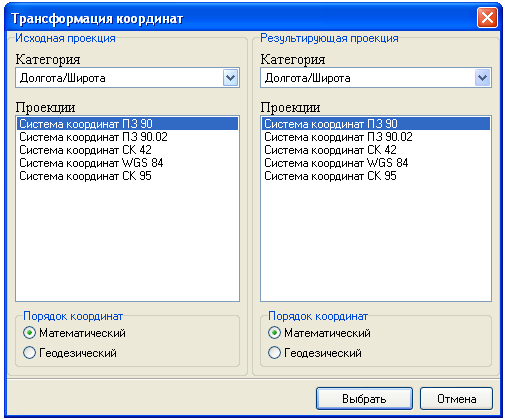 Трансформация координат
Исходная проекция
Категория
Долгота/Широта
Проекции
Система координат ПЗ 90
Система координат ПЗ 90.02
Система координат СК 42
Система координат WGS 84
Система координат СК 95
Порядок координат
Математический
Геодезический
Результирующая проекция
Категория
Долгота/Широта
Проекции
Система координат ПЗ 90
Система координат ПЗ 90.02
Система координат СК 42
Система координат WGS 84
Система координат СК 95
Порядок координат
Математический
Геодезический
Выбрать
Отмена